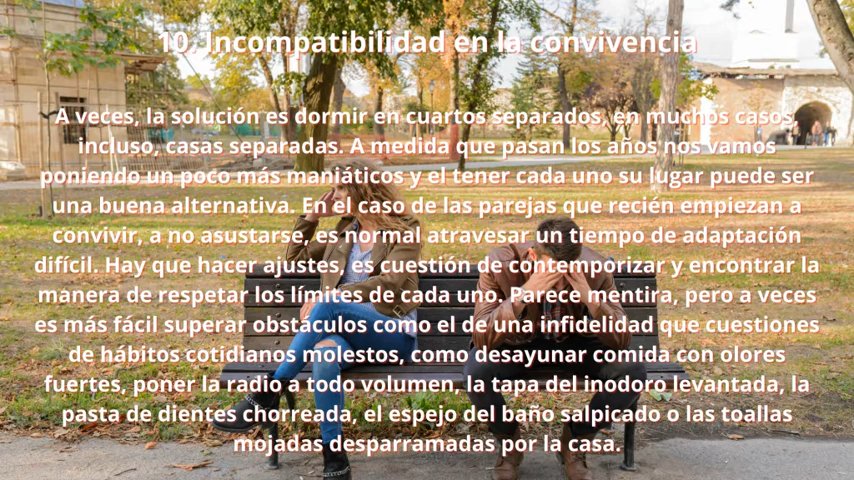 10. Incompatibilidad en la convivencia
A veces, la solución es dormir en cuartos separados, en muchos casos,
incluso, casas separadas. A medida que pasan los años nos vamos
poniendo un poco más maniáticos y el tener cada uno su lugar puede ser
una buena alternativa. En el caso de las parejas que recién empiezan a
convivir, a no asustarse, es normal atravesar un tiempo de adaptación
difícil. Hay que hacer ajustes, es cuestión de contemporizar y encontrar la
manera de respetar los límites de cada uno. Parece mentira, pero a veces
es más fácil superar obstáculos como el de una infidelidad que cuestiones
de hábitos cotidianos molestos, como desayunar comida con olores
fuertes, poner la radio a todo volumen, la tapa del inodoro levantada, la
pasta de dientes chorreada, el espejo del baño salpicado o las toallas
mojadas desparramadas por la casa.